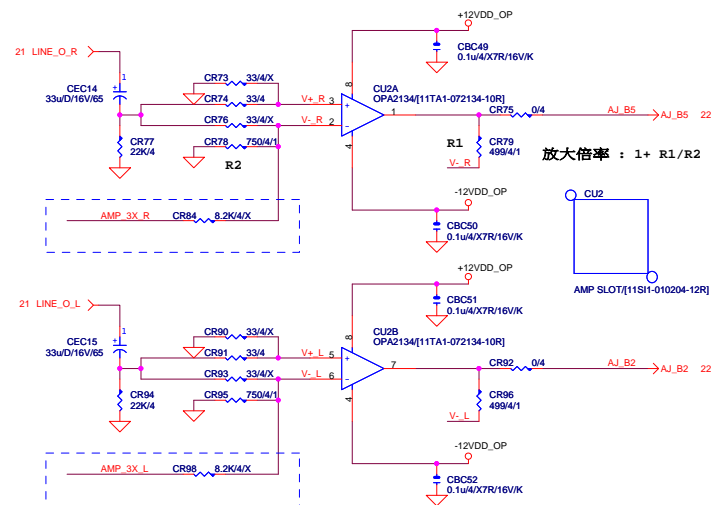 +12VDD_OP
21 LINE_O_R
CBC49
0.1u/4/X7R/16V/K
CEC14
33u/D/16V/65
1
CR73 33/4/X
CR74 33/4
CR76 33/4/X
CR78 750/4/1
R2
V+_R 3
V-_R 2
8
4
1
CU2A
OPA2134/[11TA1-072134-10R]
CR75 0/4
AJ_B5
AJ_B5 22
CR77
22K/4
R1
CR79
499/4/1
V-_R
放大倍率 : 1+ R1/R2
AMP_3X_R
CR84 8.2K/4/X
-12VDD_OP
CBC50
0.1u/4/X7R/16V/K
CU2
AMP SLOT/[11SI1-010204-12R]
+12VDD_OP
21 LINE_O_L
CBC51
0.1u/4/X7R/16V/K
CEC15
33u/D/16V/65
1
CR90 33/4/X
CR91 33/4
CR93 33/4/X
CR95 750/4/1
V+_L 5
V-_L 6
8
4
7
CU2B
OPA2134/[11TA1-072134-10R]
CR92 0/4
AJ_B2
AJ_B2 22
CR94
22K/4
CR96
499/4/1
V-_L
AMP_3X_L
CR98 8.2K/4/X
-12VDD_OP
CBC52
0.1u/4/X7R/16V/K